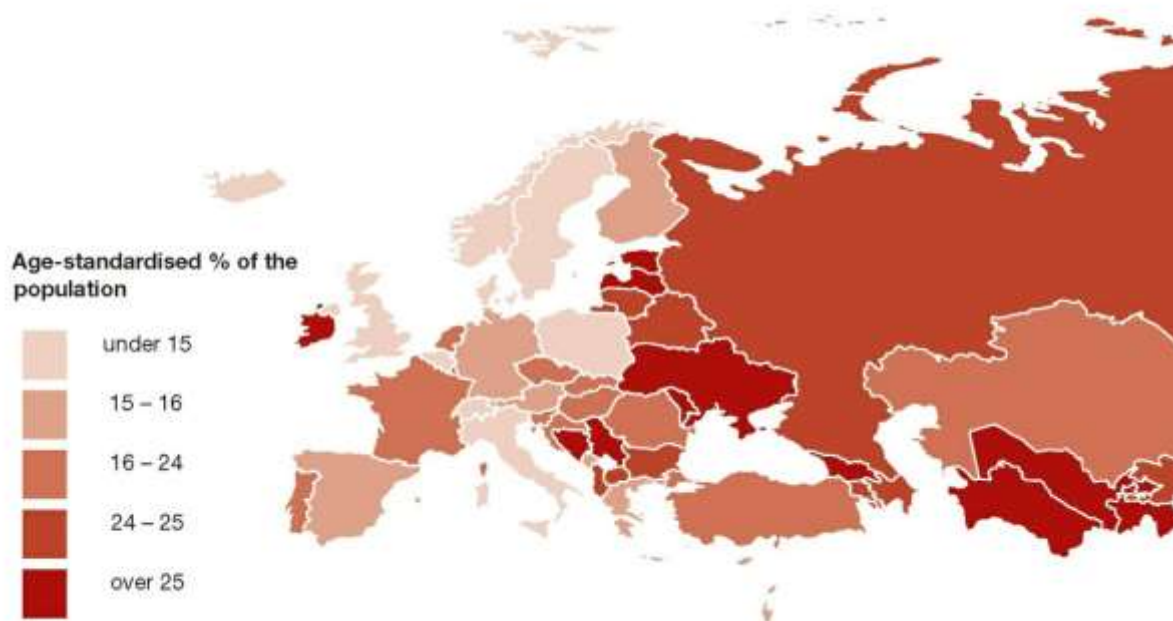 Age-standardised % of the
population
under 15
15 – 16
16 – 24
24 – 25
over 25